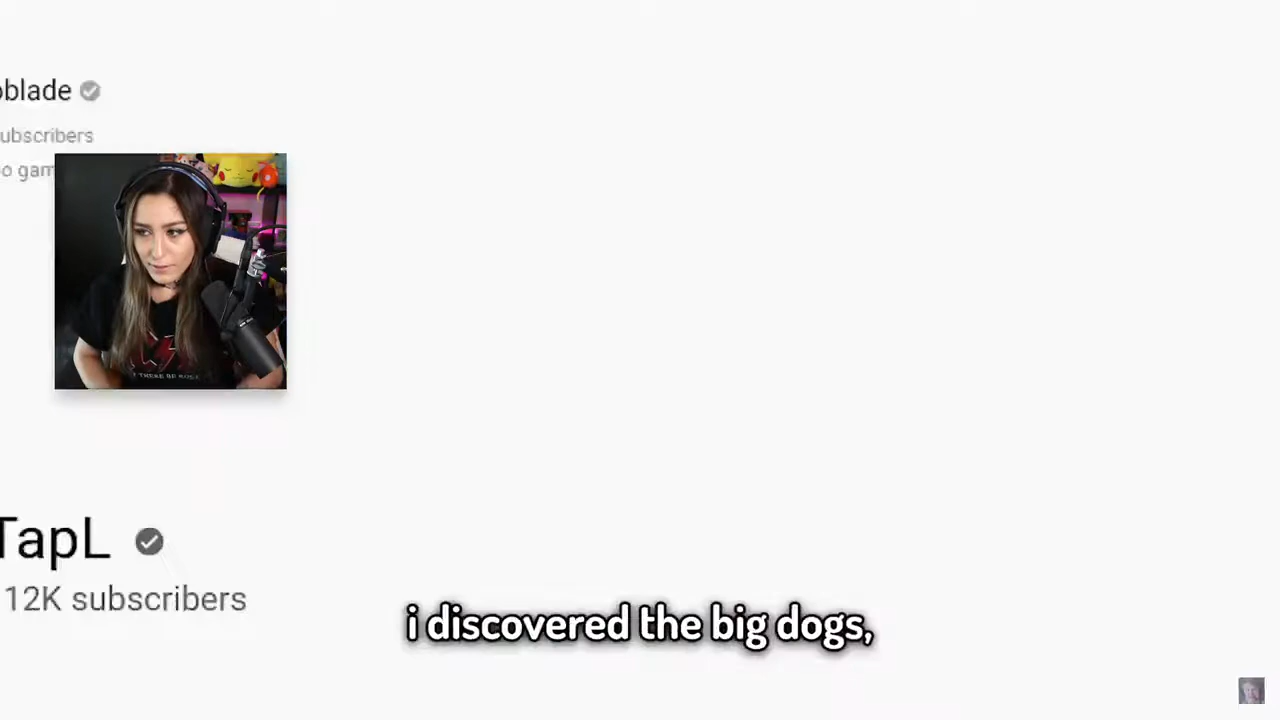 oblade
ubscribers
o gam
TapL
12K subscribers
i discovered the big dogs,